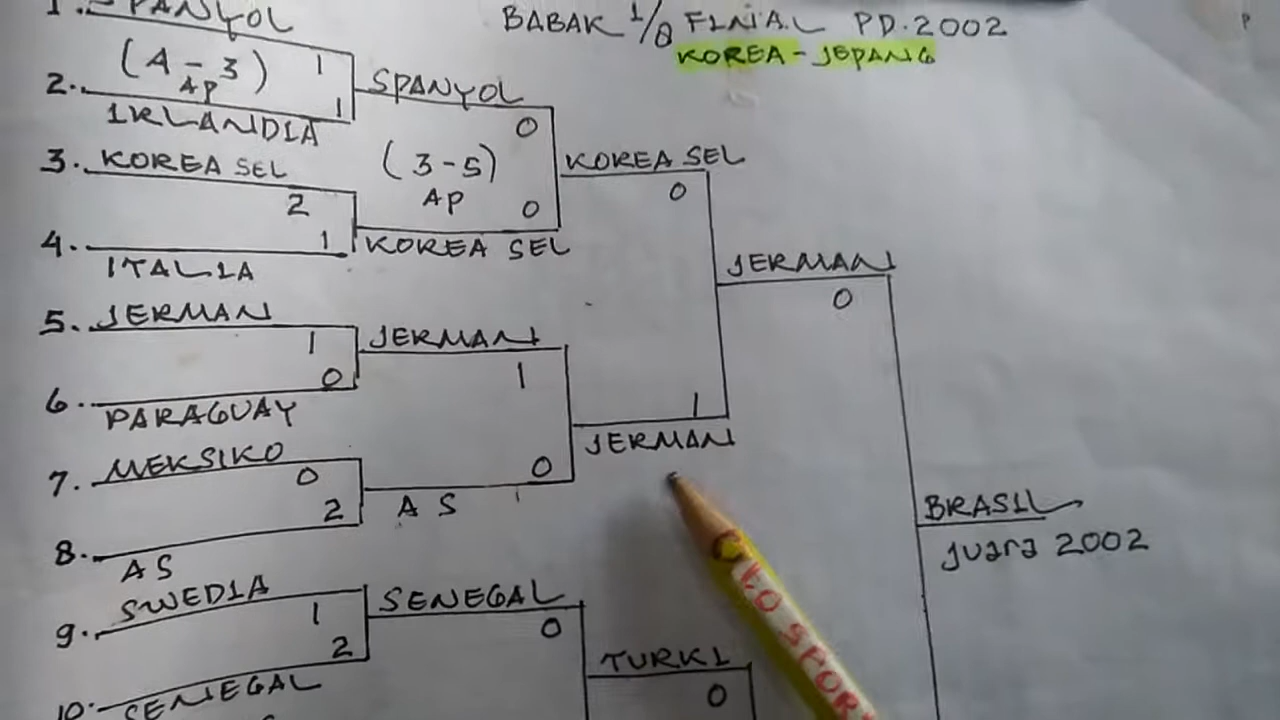 BABAK 1/8 FINAL PD.2002
KOREA-JEPANG
1. SPANYOL
1
(4-3)
AP
2.
1
IRLANDIA
SPANYOL
0
3. KOREA SEL
2
(3-5)
AP
0
4.
1
ITALIA
KOREA SEL
KOREA SEL
0
5. JERMAN
1
0
6.
PARAGUAY
JERMAN
1
7. MEKSIKO
0
2
8.
AS
0
AS
1
JERMAN
JERMAN
0
BRASIL
Juara 2002
9. SWEDIA
1
2
10.
SENEGAL
SENEGAL
0
TURKI
0